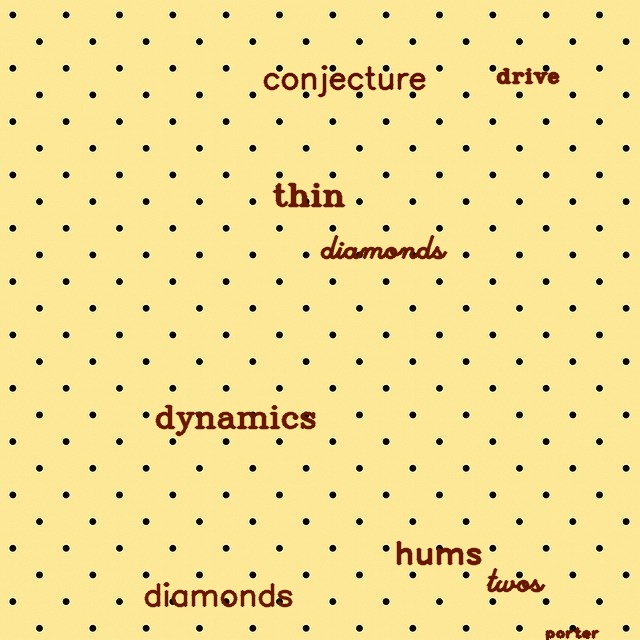 conjecture
drive
thin
diamonds
dynamics
hums
twos
diamonds
porter